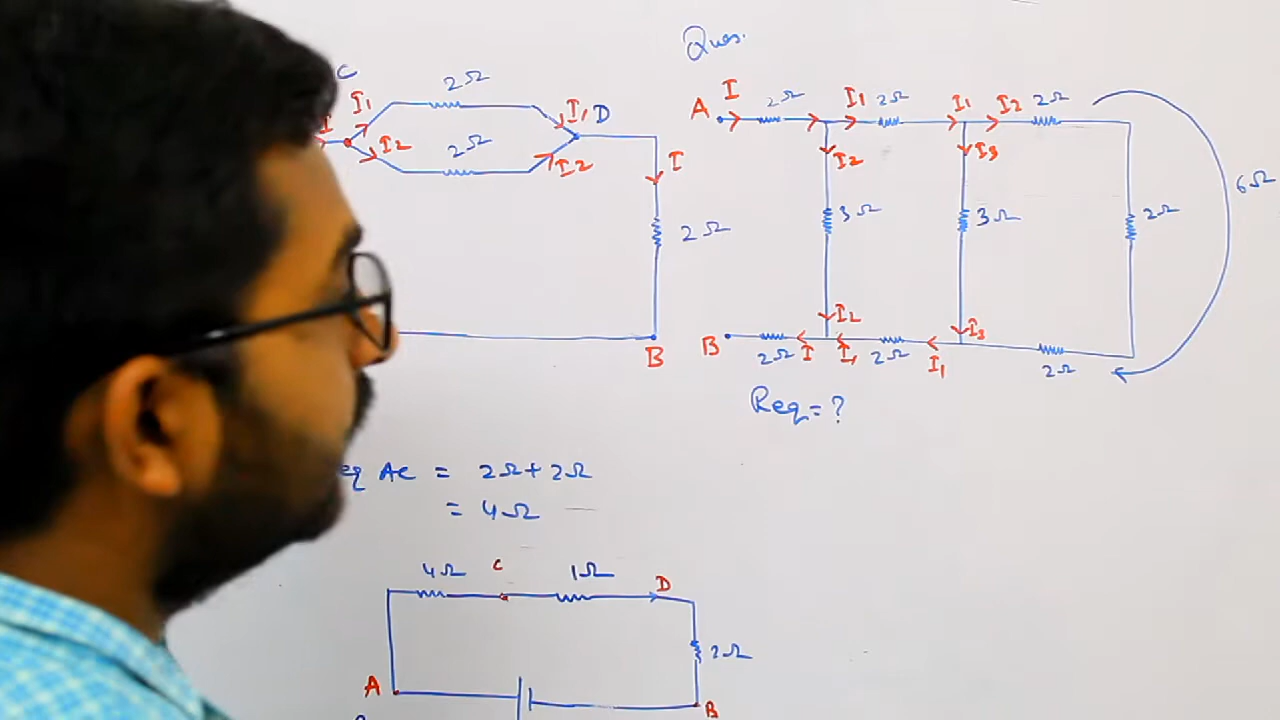 C
2Ω
I1
I1 D
I
I2
2Ω
I2
I
2Ω
B
eq AC = 2Ω + 2Ω
= 4Ω
4Ω C 1Ω D
2Ω
A
B
Ques.
A I 2Ω I1 2Ω I1 I2 2Ω
I2 I3
3Ω 3Ω 2Ω 6Ω
I2 I3
B 2Ω I I1 2Ω I1 2Ω
Req = ?